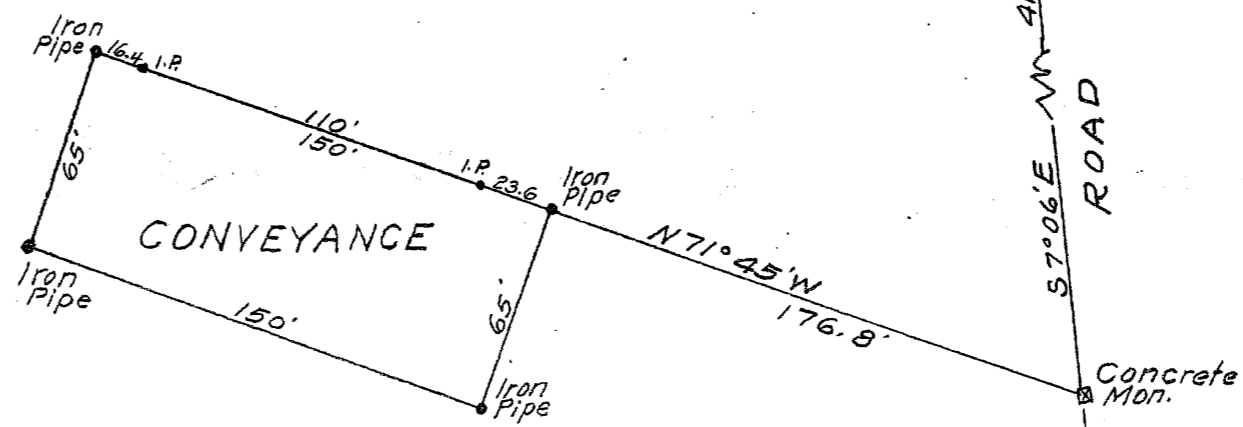 Iron
Pipe
16.4
I.P.
110'
150'
I.P.
23.6
Iron
Pipe
65'
CONVEYANCE
Iron
Pipe
150'
65'
Iron
Pipe
N71°45'W
176.8'
S7°06'E
ROAD
Concrete
Mon.